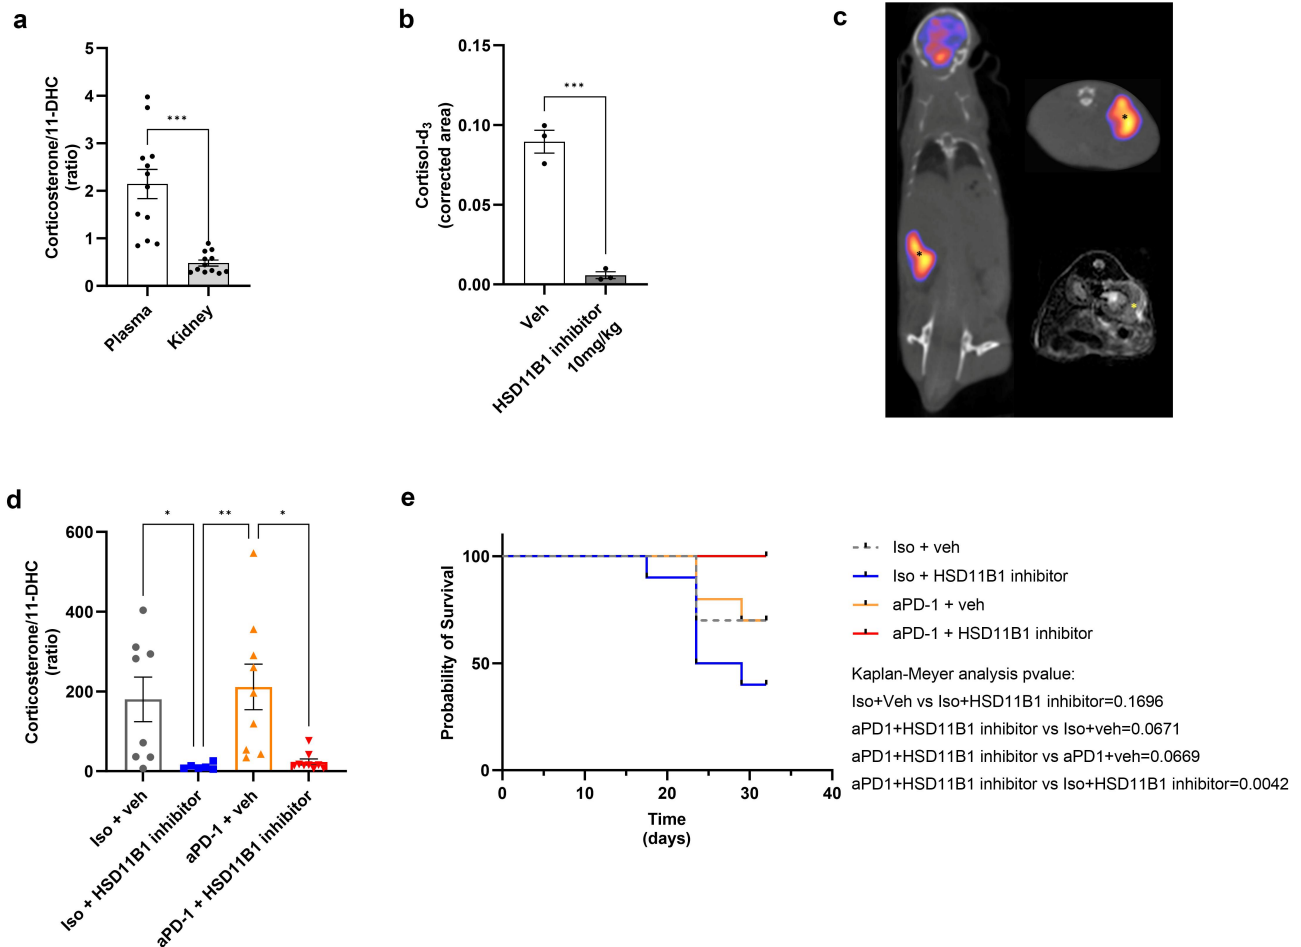 a
5
4
3
2
1
0
Corticosterone/11-DHC
(ratio)
***
Plasma
Kidney
b
0.15
0.10
0.05
0.00
Cortisol-d3
(corrected area)
***
Veh
HSD11B1 inhibitor
10mg/kg
c
*
*
*
d
600
400
200
0
Corticosterone/11-DHC
(ratio)
*
**
*
Iso + veh
Iso + HSD11B1 inhibitor
aPD-1 + veh
aPD-1 + HSD11B1 inhibitor
e
100
50
0
Probability of Survival
0
10
20
30
40
Time
(days)
Iso + veh
Iso + HSD11B1 inhibitor
aPD-1 + veh
aPD-1 + HSD11B1 inhibitor
Kaplan-Meyer analysis pvalue:
Iso+Veh vs Iso+HSD11B1 inhibitor=0.1696
aPD1+HSD11B1 inhibitor vs Iso+veh=0.0671
aPD1+HSD11B1 inhibitor vs aPD1+veh=0.0669
aPD1+HSD11B1 inhibitor vs Iso+HSD11B1 inhibitor=0.0042